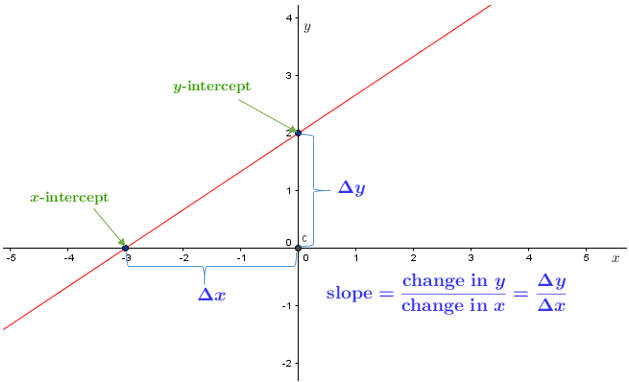 4
y
3
y-intercept
2
Δy
x-intercept
1
0
c
-5 -4 -3 -2 -1 0 1 2 3 4 5 x
Δx
slope = change in y / change in x = Δy / Δx
-1
-2